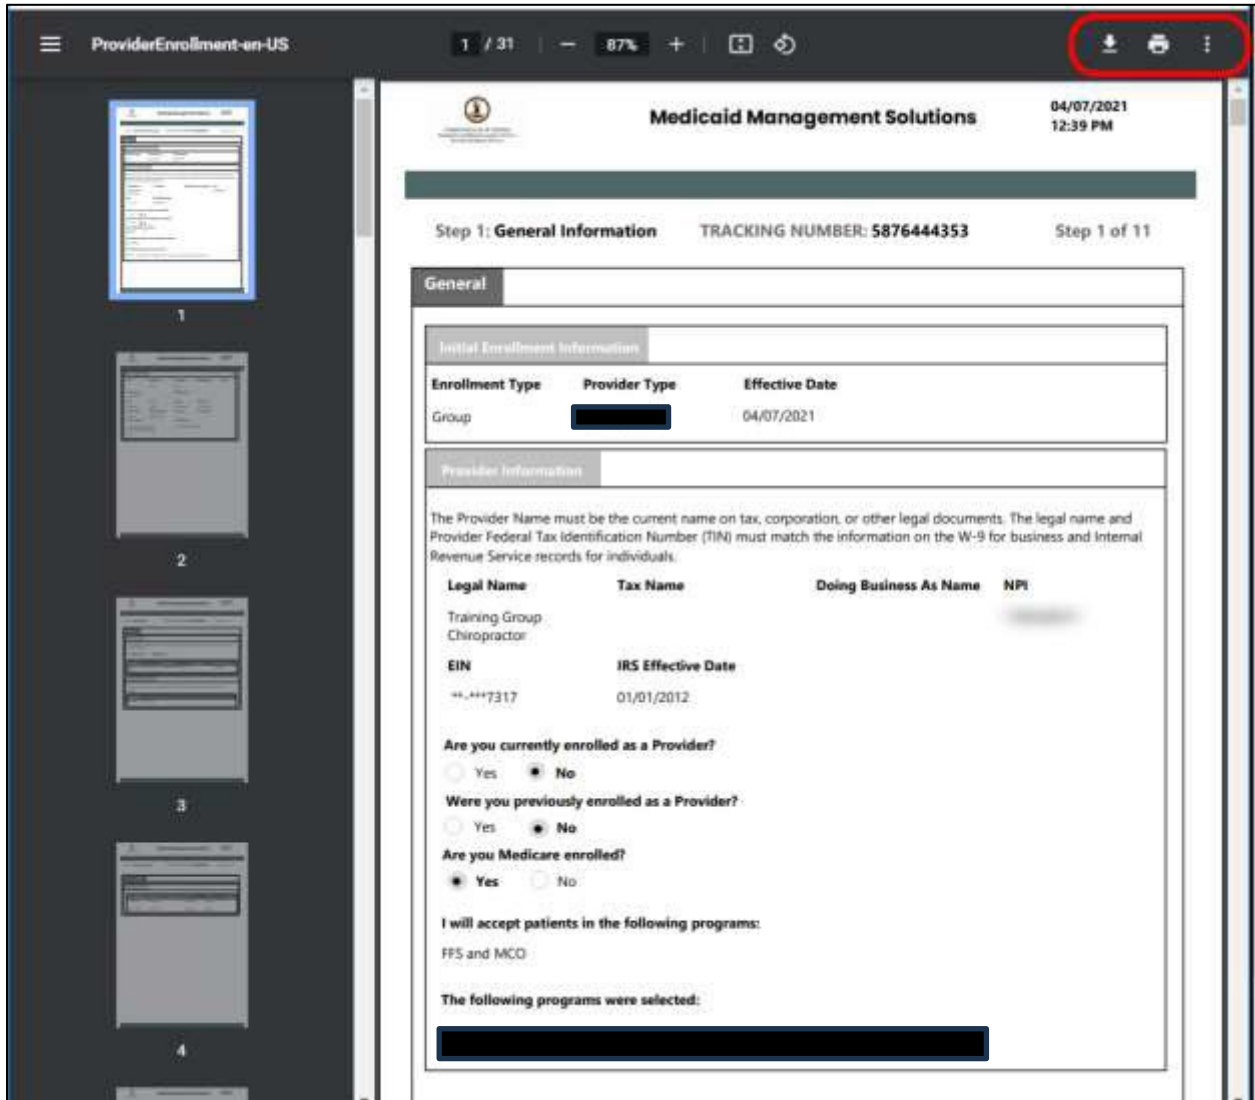 ProviderEnrollment-en-US
1 / 31
87%
Medicaid Management Solutions
04/07/2021
12:39 PM
Step 1: General Information
TRACKING NUMBER: 5876444353
Step 1 of 11
General
Initial Enrollment Information
Enrollment Type Provider Type Effective Date
Group 04/07/2021
Provider Information
The Provider Name must be the current name on tax, corporation, or other legal documents. The legal name and
Provider Federal Tax Identification Number (TIN) must match the information on the W-9 for business and Internal
Revenue Service records for individuals.
Legal Name Tax Name Doing Business As Name NPI
Training Group
Chiropractor
EIN IRS Effective Date
**-***7317 01/01/2012
Are you currently enrolled as a Provider?
Yes No
Were you previously enrolled as a Provider?
Yes No
Are you Medicare enrolled?
Yes No
I will accept patients in the following programs:
FFS and MCO
The following programs were selected:
1
2
3
4